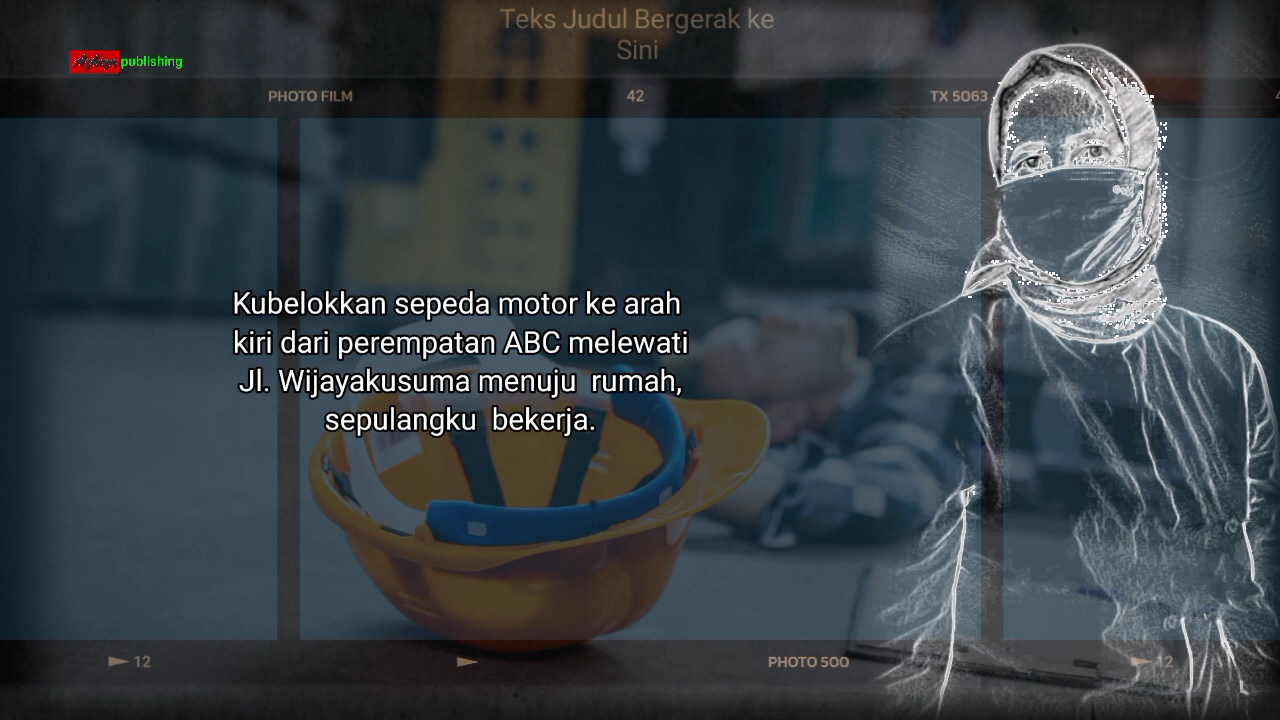 Teks Judul Bergerak ke
Sini
publishing
PHOTO FILM
42
TX 5063
Kubelokkan sepeda motor ke arah
kiri dari perempatan ABC melewati
Jl. Wijayakusuma menuju rumah,
sepulangku bekerja.
12
PHOTO 500
12